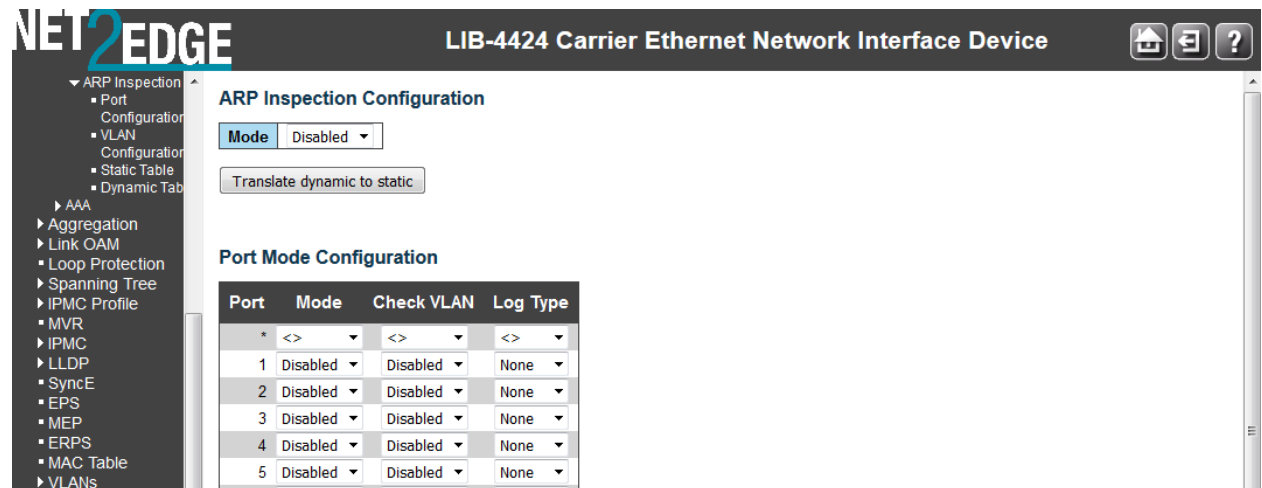 NET2EDGE
LIB-4424 Carrier Ethernet Network Interface Device
?
ARP Inspection
Port
Configuration
VLAN
Configuration
Static Table
Dynamic Tab
AAA
Aggregation
Link OAM
Loop Protection
Spanning Tree
IPMC Profile
MVR
IPMC
LLDP
SyncE
EPS
MEP
ERPS
MAC Table
VLANs
ARP Inspection Configuration
Mode Disabled
Translate dynamic to static
Port Mode Configuration
Port Mode Check VLAN Log Type
* <> <> <>
1 Disabled Disabled None
2 Disabled Disabled None
3 Disabled Disabled None
4 Disabled Disabled None
5 Disabled Disabled None